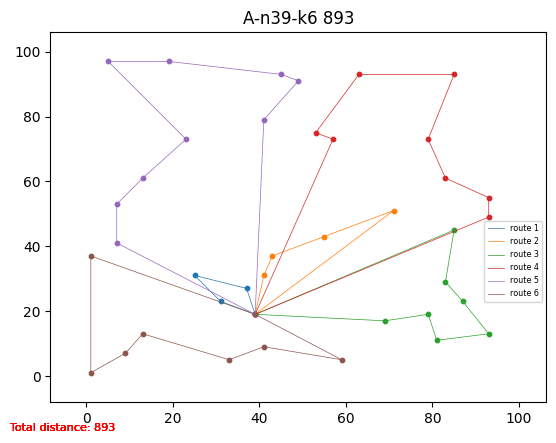 A-n39-k6 893
100
80
60
40
20
0
0 20 40 60 80 100
route 1
route 2
route 3
route 4
route 5
route 6
Total distance: 893